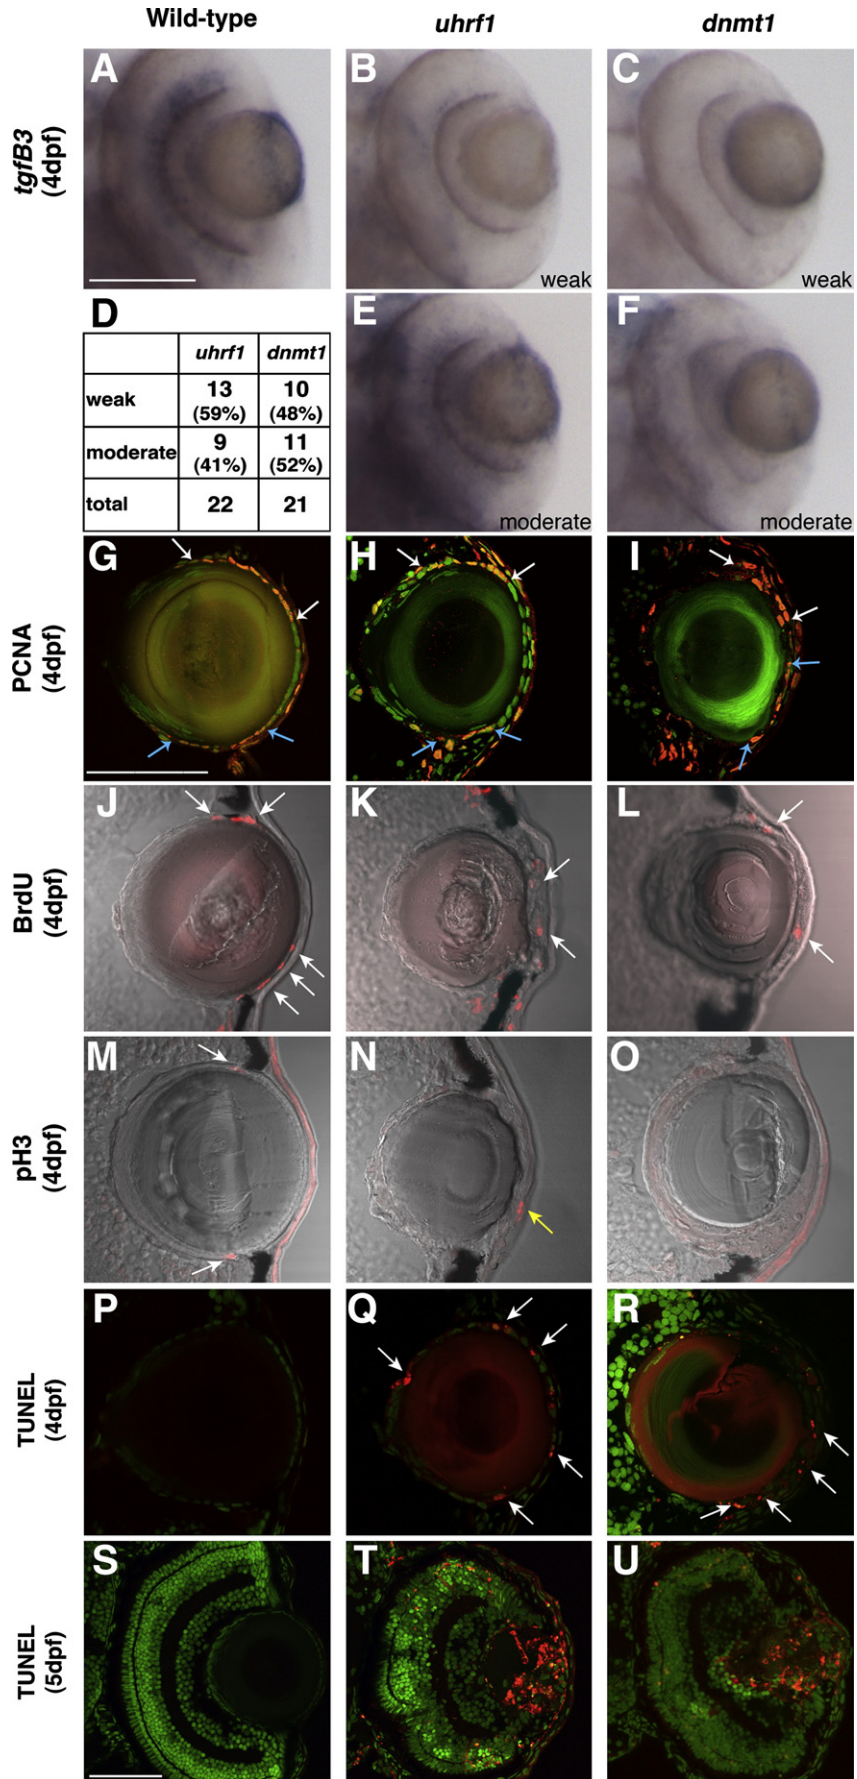 Wild-type uhrf1 dnmt1
tgfB3
(4dpf)
A B C
weak weak
D E F
uhrf1 dnmt1
weak 13 10
(59%) (48%)
moderate 9 11
(41%) (52%)
total 22 21
moderate moderate
PCNA
(4dpf)
G H I
BrdU
(4dpf)
J K L
pH3
(4dpf)
M N O
TUNEL
(4dpf)
P Q R
TUNEL
(5dpf)
S T U